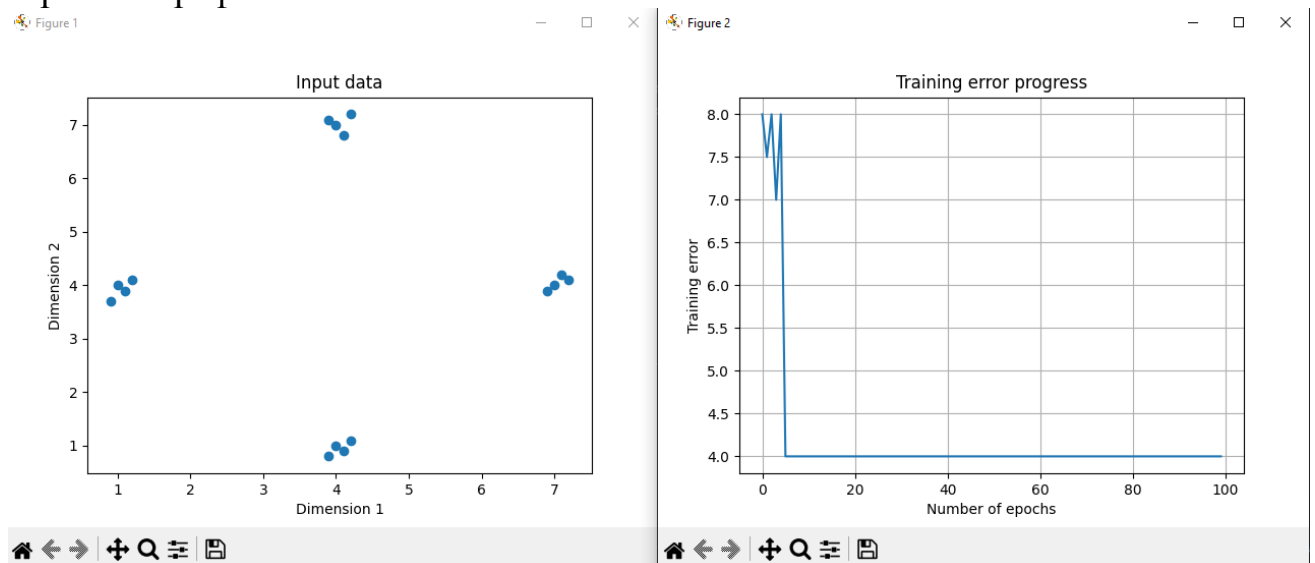 Figure 1
Input data
7
6
5
4
3
2
1
Dimension 2
1 2 3 4 5 6 7
Dimension 1
Figure 2
Training error progress
8.0
7.5
7.0
6.5
6.0
5.5
5.0
4.5
4.0
Training error
0 20 40 60 80 100
Number of epochs